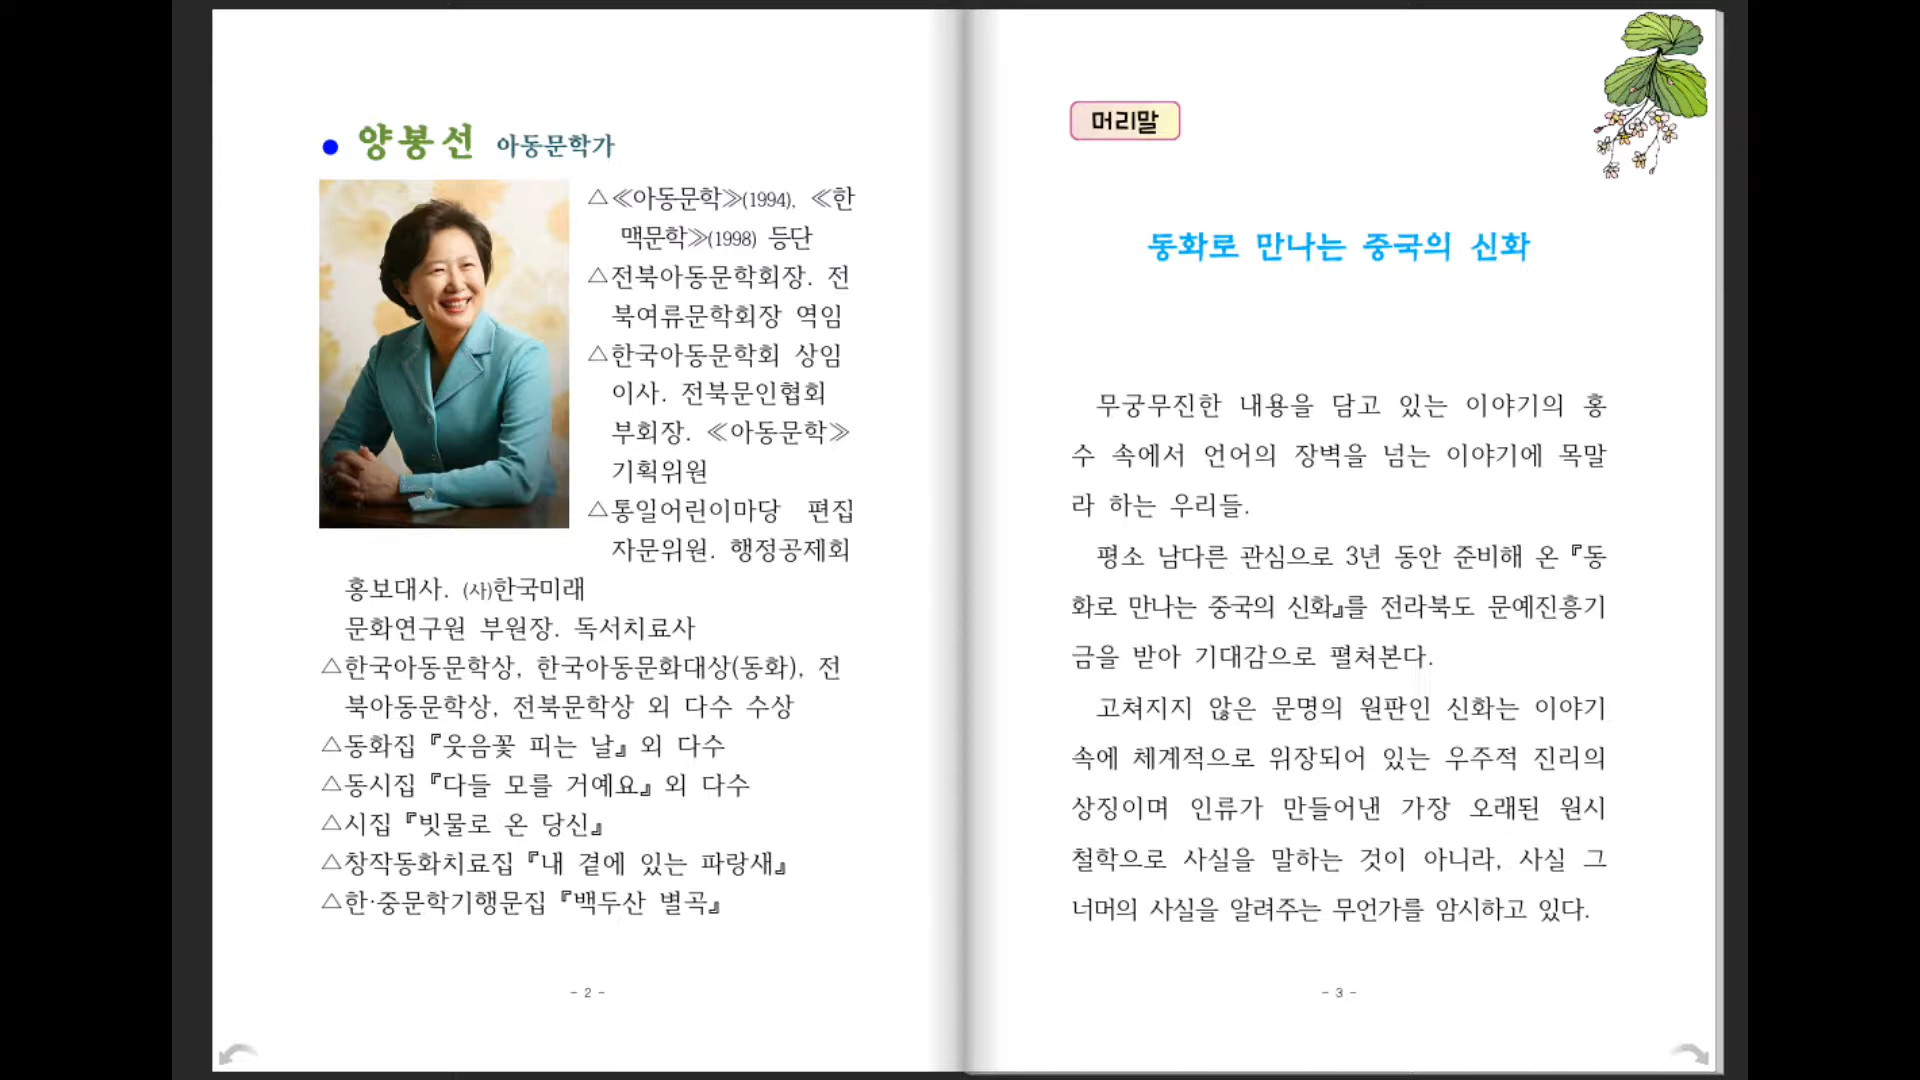 양봉선 아동문학가
△≪아동문학≫(1994), ≪한
맥문학≫(1998) 등단
△전북아동문학회장. 전
북여류문학회장 역임
△한국아동문학회 상임
이사. 전북문인협회
부회장. ≪아동문학≫
기획위원
△통일어린이마당 편집
자문위원. 행정공제회
홍보대사. (사)한국미래
문화연구원 부원장. 독서치료사
△한국아동문학상, 한국아동문화대상(동화), 전
북아동문학상, 전북문학상 외 다수 수상
△동화집『웃음꽃 피는 날』외 다수
△동시집『다들 모를 거예요』외 다수
△시집『빗물로 온 당신』
△창작동화치료집『내 곁에 있는 파랑새』
△한·중문학기행문집『백두산 별곡』
- 2 -
머리말
동화로 만나는 중국의 신화
무궁무진한 내용을 담고 있는 이야기의 홍
수 속에서 언어의 장벽을 넘는 이야기에 목말
라 하는 우리들.
평소 남다른 관심으로 3년 동안 준비해 온『동
화로 만나는 중국의 신화』를 전라북도 문예진흥기
금을 받아 기대감으로 펼쳐본다.
고쳐지지 않은 문명의 원판인 신화는 이야기
속에 체계적으로 위장되어 있는 우주적 진리의
상징이며 인류가 만들어낸 가장 오래된 원시
철학으로 사실을 말하는 것이 아니라, 사실 그
너머의 사실을 알려주는 무언가를 암시하고 있다.
- 3 -